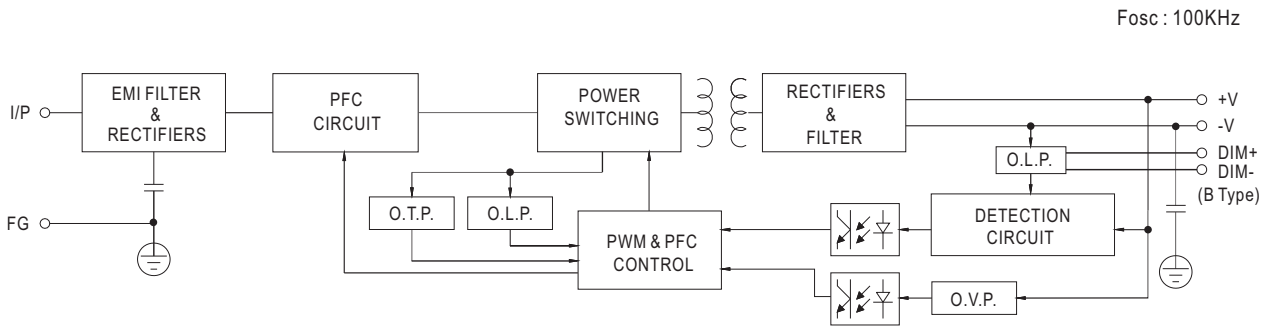 Fosc : 100KHz
I/P
EMI FILTER
&
RECTIFIERS
PFC
CIRCUIT
POWER
SWITCHING
RECTIFIERS
&
FILTER
+V
-V
DIM+
DIM-
(B Type)
O.L.P.
FG
O.T.P.
O.L.P.
PWM & PFC
CONTROL
DETECTION
CIRCUIT
O.V.P.